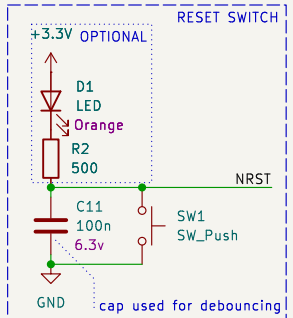 RESET SWITCH
+3.3V
OPTIONAL
D1
LED
Orange
R2
500
NRST
C11
100n
6.3v
SW1
SW_Push
GND
cap used for debouncing